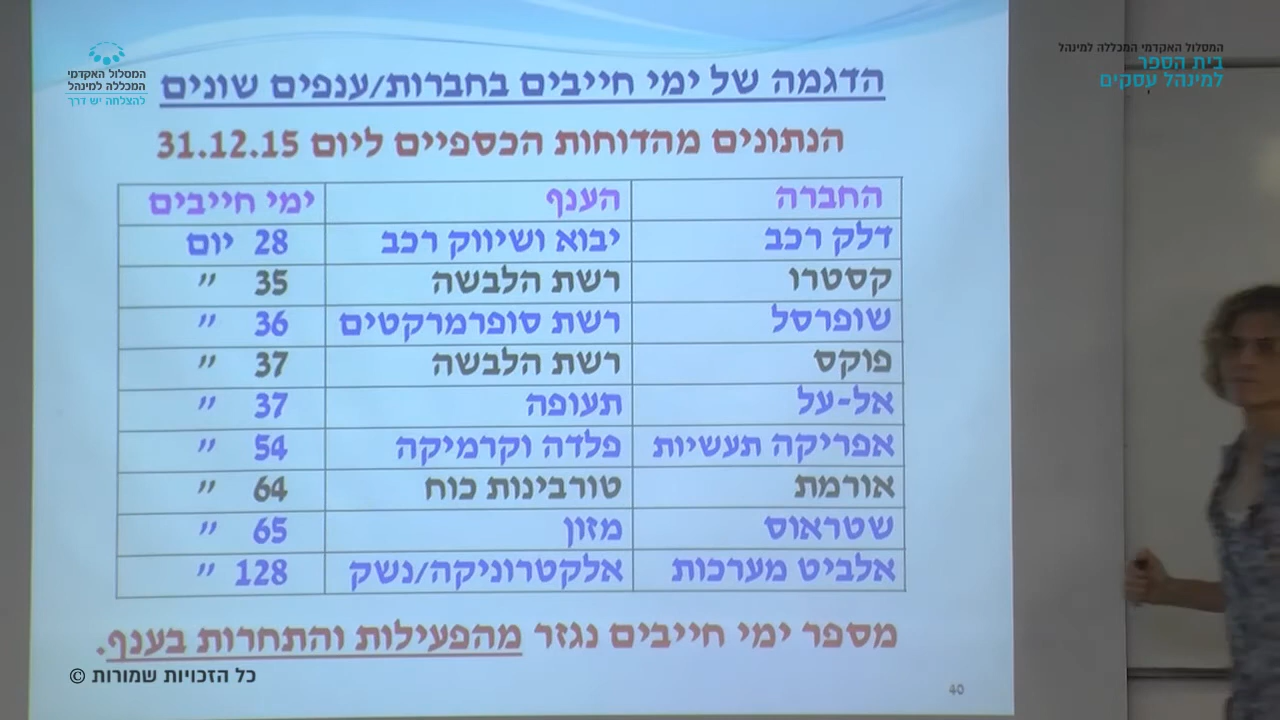 המסלול האקדמי המכללה למינהל
בית הספר
למינהל עסקים
המסלול האקדמי
המכללה למינהל
להצלחה יש דרך
הדגמה של ימי חייבים בחברות/ענפים שונים
הנתונים מהדוחות הכספיים ליום 31.12.15
החברה הענף ימי חייבים
דלק רכב יבוא ושיווק רכב 28 יום
קסטרו רשת הלבשה 35 "
שופרסל רשת סופרמרקטים 36 "
פוקס רשת הלבשה 37 "
אל-על תעופה 37 "
אפריקה תעשיות פלדה וקרמיקה 54 "
אורמת טורבינות כוח 64 "
שטראוס מזון 65 "
אלביט מערכות אלקטרוניקה/נשק 128 "
מספר ימי חייבים נגזר מהפעילות והתחרות בענף.
כל הזכויות שמורות ©
40